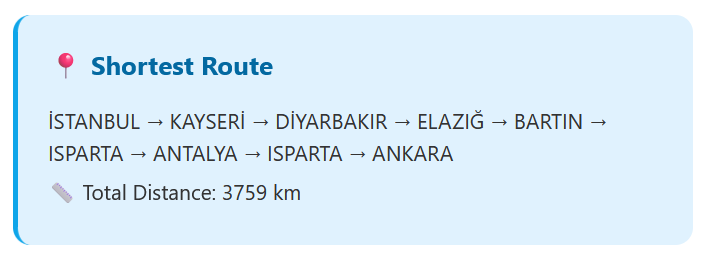 📍 Shortest Route
İSTANBUL → KAYSERİ → DİYARBAKIR → ELAZIĞ → BARTIN →
ISPARTA → ANTALYA → ISPARTA → ANKARA
📏 Total Distance: 3759 km